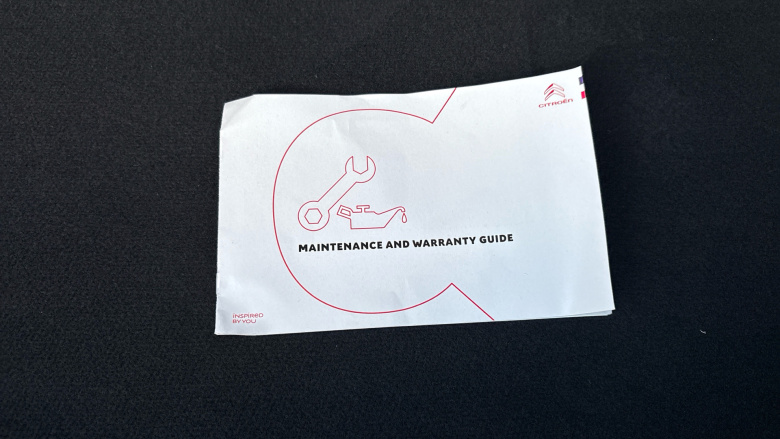 CITROËN
MAINTENANCE AND WARRANTY GUIDE
INSPIRED
BY YOU